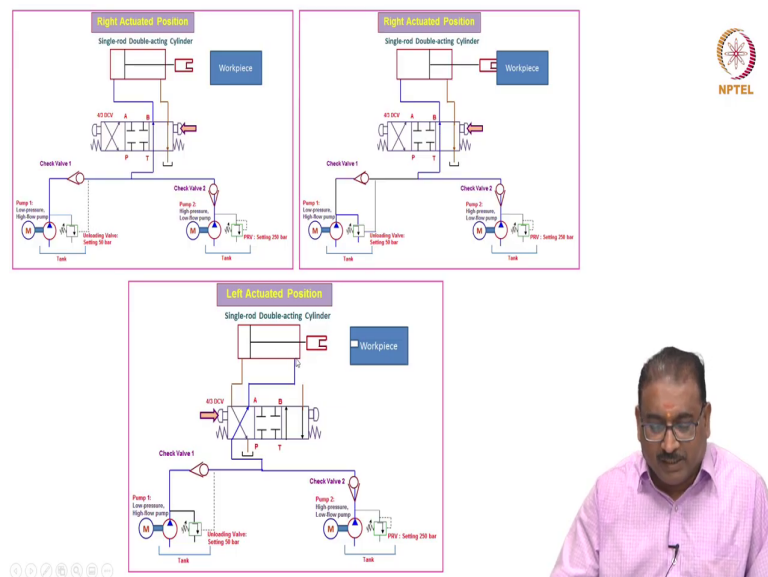 Right Actuated Position
Single-rod Double-acting Cylinder
Workpiece
4/3 DCV
A
B
P
T
Check Valve 1
Check Valve 2
Pump 1:
Low-pressure,
High-flow pump
Pump 2:
High pressure,
Low-flow pump
M
M
Unloading Valve:
Setting 50 bar
PRV : Setting 250 bar
Tank
Tank
Right Actuated Position
Single-rod Double-acting Cylinder
Workpiece
4/3 DCV
A
B
P
T
Check Valve 1
Check Valve 2
Pump 1:
Low-pressure,
High-flow pump
Pump 2:
High pressure,
Low-flow pump
M
M
Unloading Valve:
Setting 50 bar
PRV : Setting 250 bar
Tank
Tank
NPTEL
Left Actuated Position
Single-rod Double-acting Cylinder
Workpiece
4/3 DCV
A
B
P
T
Check Valve 1
Check Valve 2
Pump 1:
Low-pressure,
High-flow pump
Pump 2:
High pressure,
Low-flow pump
M
M
Unloading Valve:
Setting 50 bar
PRV : Setting 250 bar
Tank
Tank